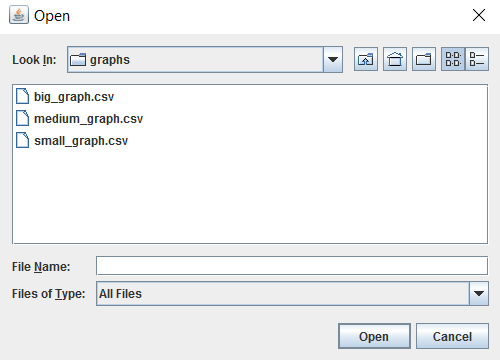 Open
Look In: graphs
big_graph.csv
medium_graph.csv
small_graph.csv
File Name:
Files of Type: All Files
Open Cancel